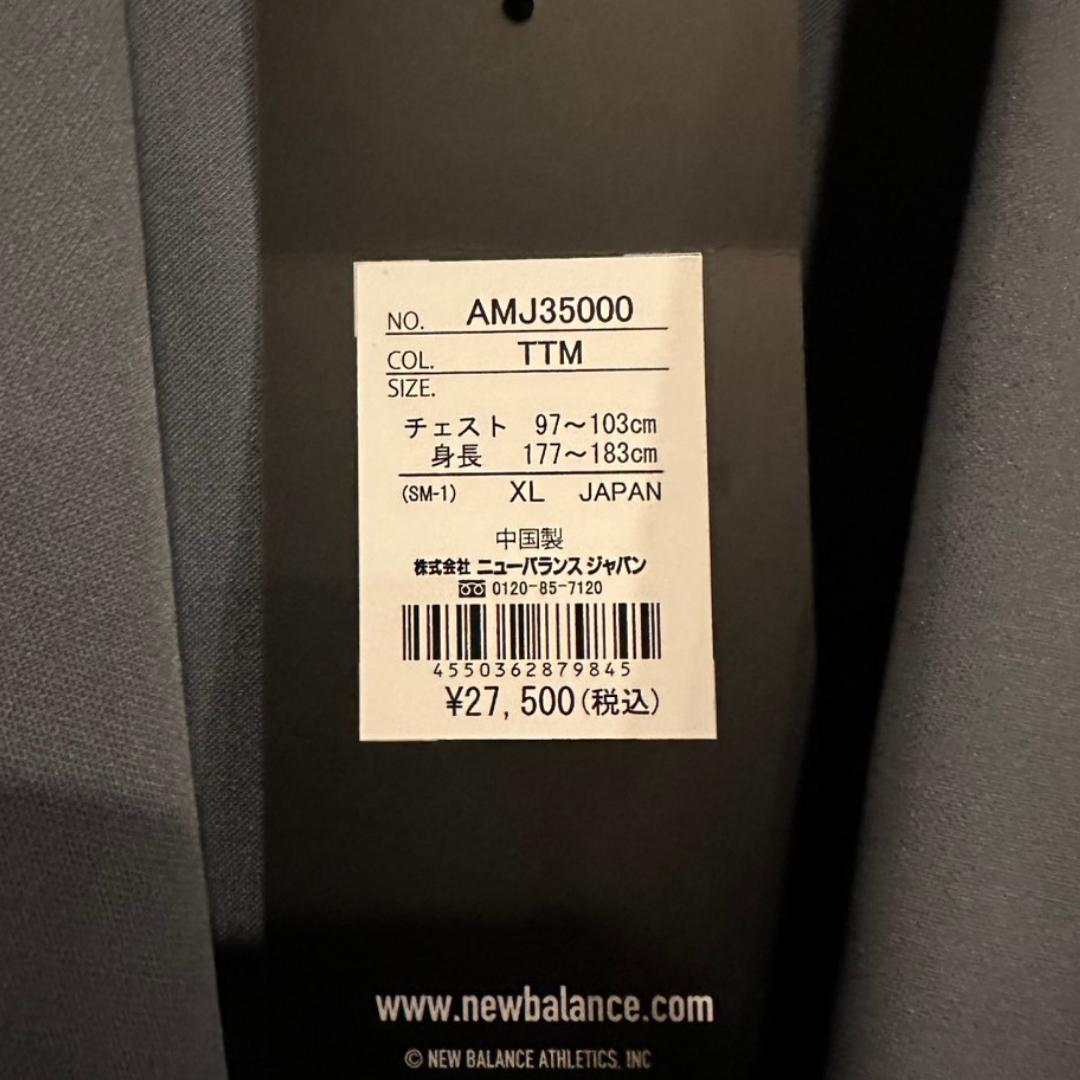 NO. AMJ35000
COL. TTM
SIZE.
チェスト 97〜103cm
身長 177〜183cm
(SM-1) XL JAPAN
中国製
株式会社 ニューバランス ジャパン
0120-85-7120
4550362879845
¥27,500(税込)
www.newbalance.com
© NEW BALANCE ATHLETICS, INC